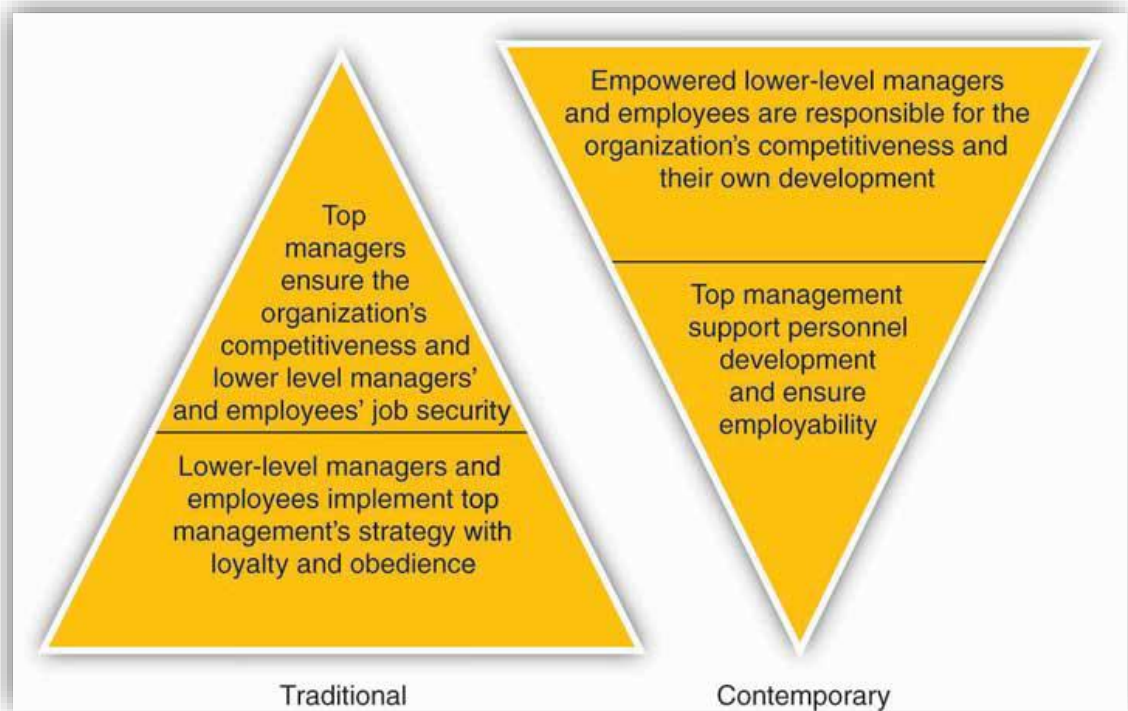 Top
managers
ensure the
organization's
competitiveness and
lower level managers'
and employees' job security
Lower-level managers and
employees implement top
management's strategy with
loyalty and obedience
Traditional
Empowered lower-level managers
and employees are responsible for the
organization's competitiveness and
their own development
Top management
support personnel
development
and ensure
employability
Contemporary